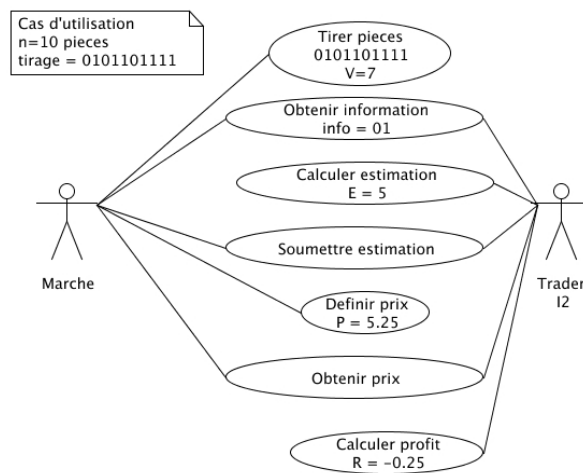 Cas d'utilisation
n=10 pieces
tirage = 0101101111
Tirer pieces
0101101111
V=7
Obtenir information
info = 01
Calculer estimation
E = 5
Soumettre estimation
Marche
Trader
I2
Definir prix
P = 5.25
Obtenir prix
Calculer profit
R = -0.25